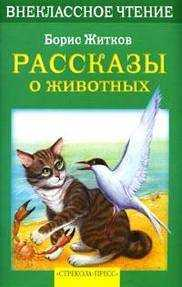 ВНЕКЛАССНОЕ ЧТЕНИЕ
Борис Житков
РАССКАЗЫ
О ЖИВОТНЫХ
«СТРЕКОЗА-ПРЕСС»